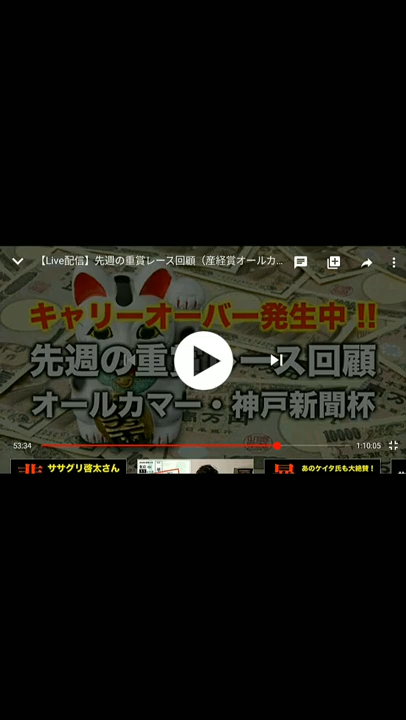 【Live配信】先週の重賞レース回顧（産経賞オールカ...
キャリーオーバー発生中!!
先週の重賞レース回顧
オールカマー・神戸新聞杯
53:34
1:10:05
ササグリ啓太さん
あのケイタ氏も大絶賛！